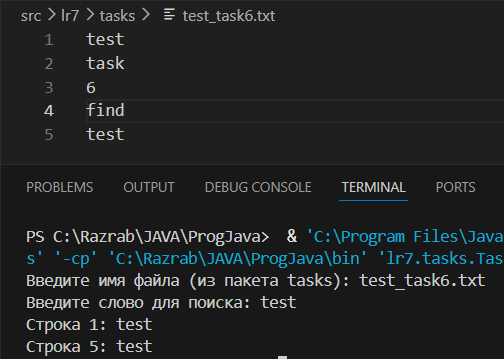 src > lr7 > tasks > test_task6.txt
1 test
2 task
3 6
4 find
5 test
PROBLEMS OUTPUT DEBUG CONSOLE TERMINAL PORTS
PS C:\Razrab\JAVA\ProgJava> & 'C:\Program Files\Java
s' '-cp' 'C:\Razrab\JAVA\ProgJava\bin' 'lr7.tasks.Tas
Введите имя файла (из пакета tasks): test_task6.txt
Введите слово для поиска: test
Строка 1: test
Строка 5: test